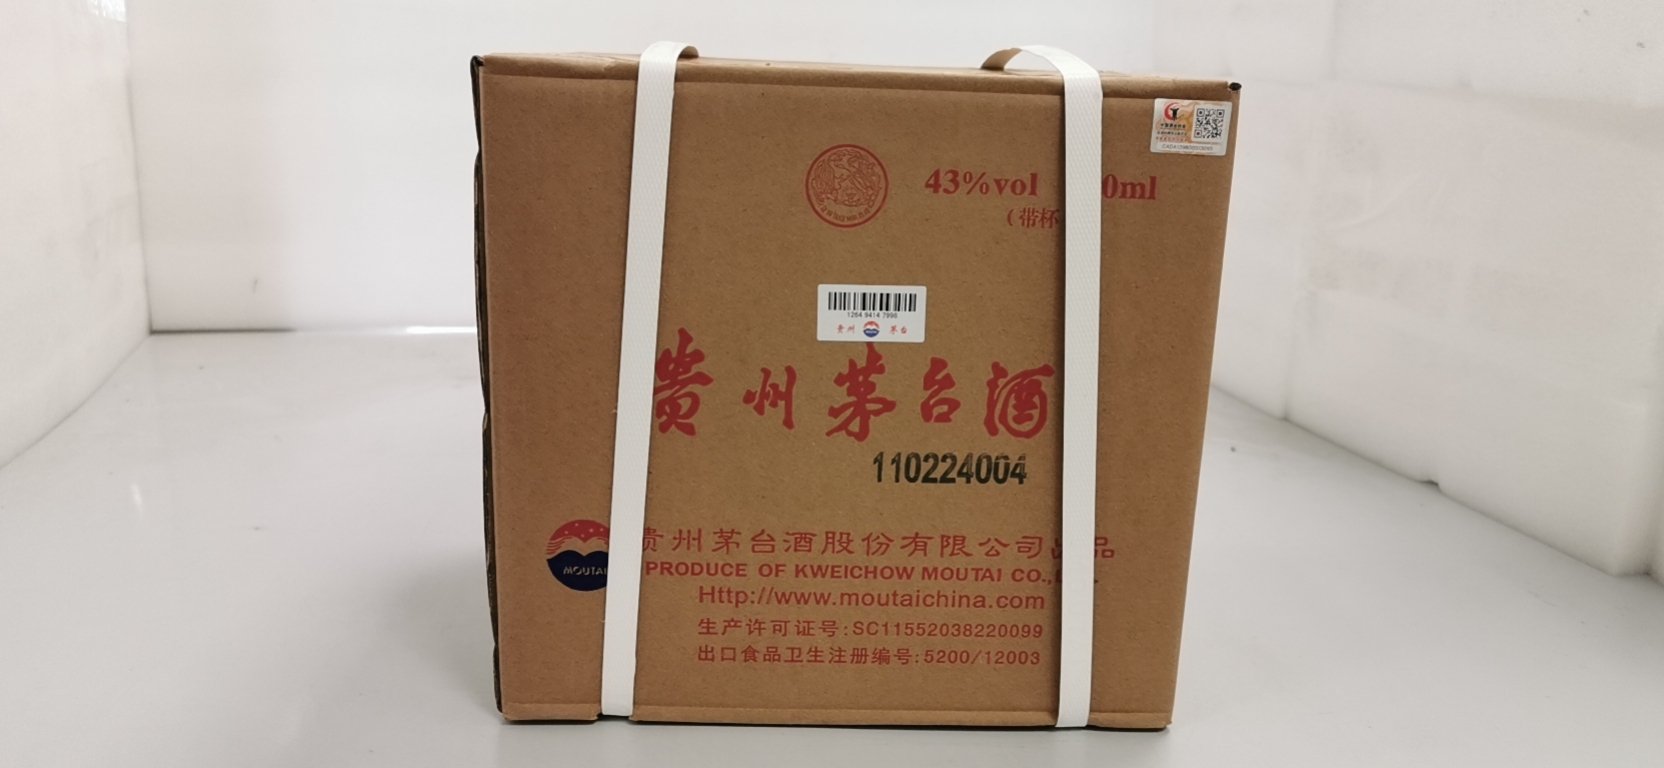 43%vol 0ml
(带杯
1264 9414 7998
贵州 茅台
贵州茅台酒
110224004
MOUTAI
贵州茅台酒股份有限公司出品
PRODUCE OF KWEICHOW MOUTAI CO.,
Http://www.moutaichina.com
生产许可证号:SC11552038220099
出口食品卫生注册编号:5200/12003